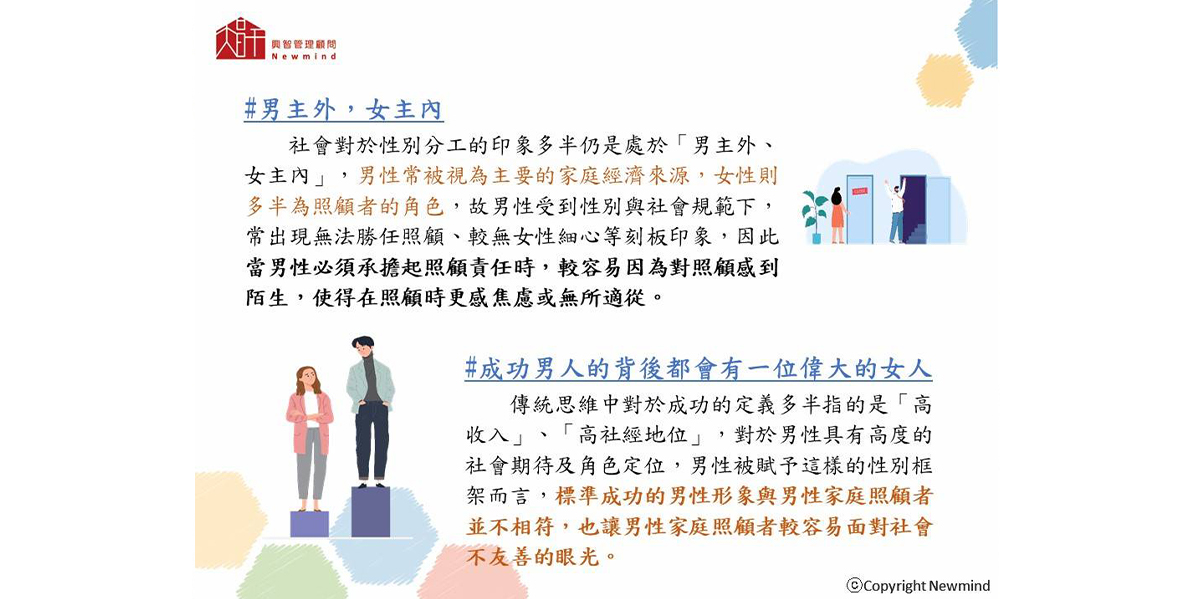 興智管理顧問
Newmind
#男主外，女主內
社會對於性別分工的印象多半仍是處於「男主外、
女主內」，男性常被視為主要的家庭經濟來源，女性則
多半為照顧者的角色，故男性受到性別與社會規範下，
常出現無法勝任照顧、較無女性細心等刻板印象，因此
當男性必須承擔起照顧責任時，較容易因為對照顧感到
陌生，使得在照顧時更感焦慮或無所適從。
#成功男人的背後都會有一位偉大的女人
傳統思維中對於成功的定義多半指的是「高
收入」、「高社經地位」，對於男性具有高度的
社會期待及角色定位，男性被賦予這樣的性別框
架而言，標準成功的男性形象與男性家庭照顧者
並不相符，也讓男性家庭照顧者較容易面對社會
不友善的眼光。
©Copyright Newmind